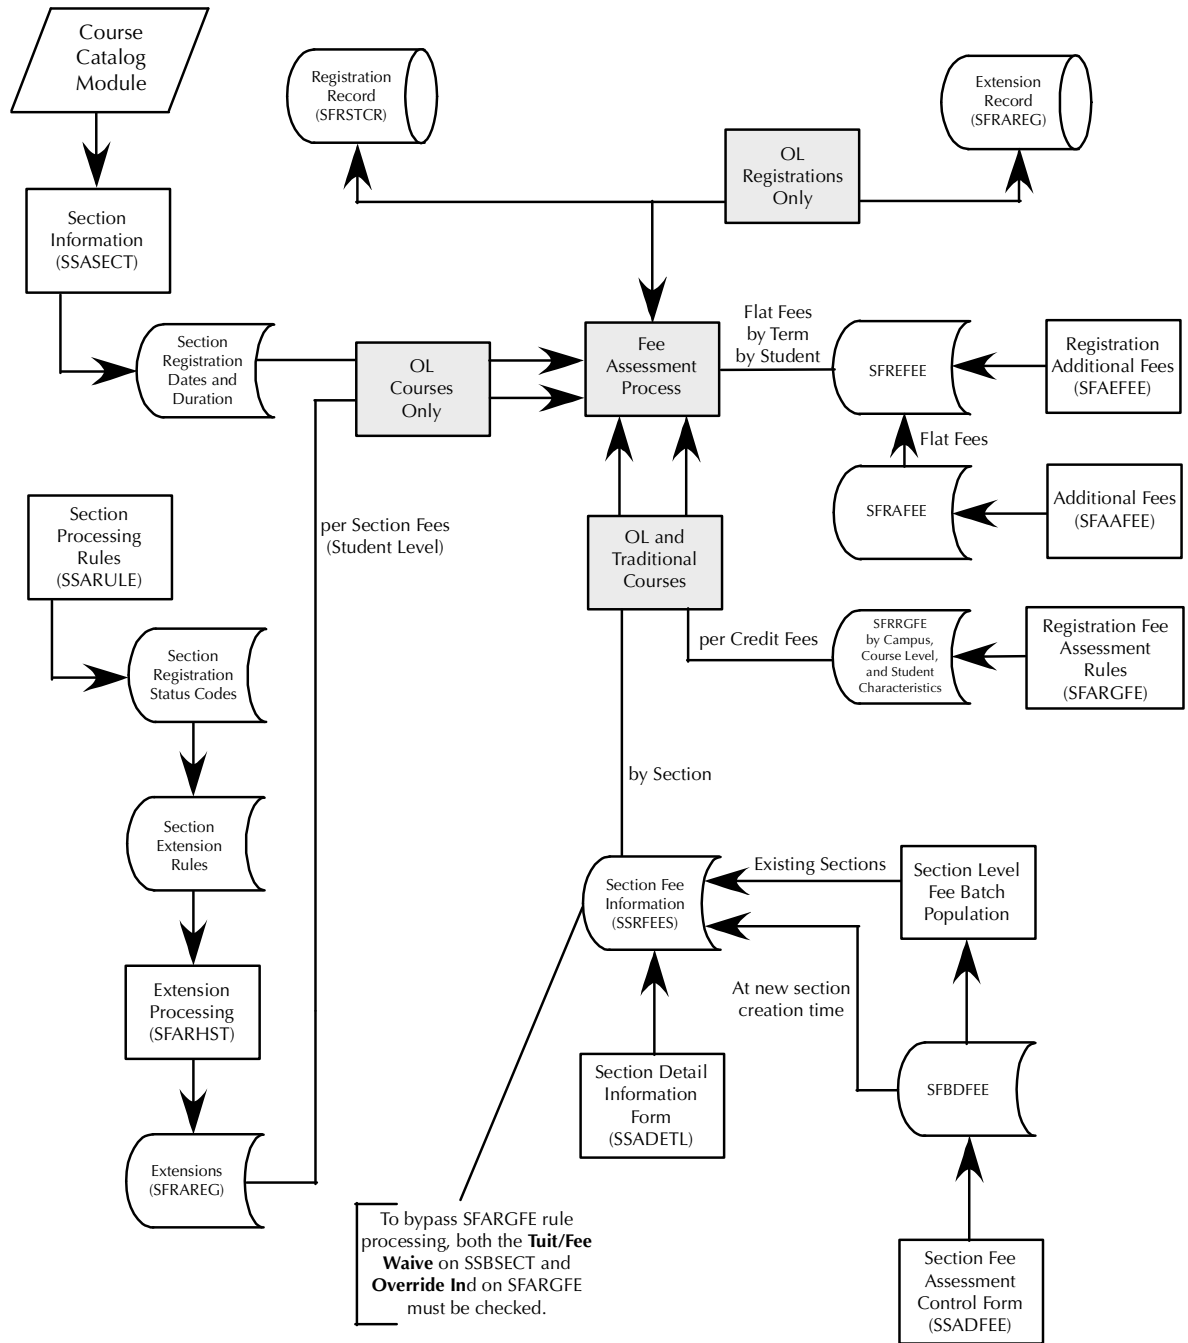 Course
Catalog
Module
Registration
Record
(SFRSTCR)
Extension
Record
(SFRAREG)
OL
Registrations
Only
Section
Information
(SSASECT)
Section
Registration
Dates and
Duration
OL
Courses
Only
Fee
Assessment
Process
Flat Fees
by Term
by Student
SFREFEE
Registration
Additional Fees
(SFAEFEE)
Flat Fees
SFRAFEE
Additional Fees
(SFAAFEE)
Section
Processing
Rules
(SSARULE)
per Section Fees
(Student Level)
OL and
Traditional
Courses
per Credit Fees
SFRRGFE
by Campus,
Course Level,
and Student
Characteristics
Registration Fee
Assessment
Rules
(SFARGFE)
Section
Registration
Status Codes
by Section
Section
Extension
Rules
Section Fee
Information
(SSRFEES)
Existing Sections
Section Level
Fee Batch
Population
At new section
creation time
Extension
Processing
(SFARHST)
Section Detail
Information
Form
(SSADETL)
SFBDFEE
Extensions
(SFRAREG)
To bypass SFARGFE rule
processing, both the Tuit/Fee
Waive on SSBSECT and
Override Ind on SFARGFE
must be checked.
Section Fee
Assessment
Control Form
(SSADFEE)